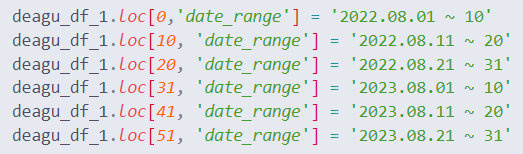 deagu_df_1.loc[0,'date_range'] = '2022.08.01 ~ 10'
deagu_df_1.loc[10, 'date_range'] = '2022.08.11 ~ 20'
deagu_df_1.loc[20, 'date_range'] = '2022.08.21 ~ 31'
deagu_df_1.loc[31, 'date_range'] = '2023.08.01 ~ 10'
deagu_df_1.loc[41, 'date_range'] = '2023.08.11 ~ 20'
deagu_df_1.loc[51, 'date_range'] = '2023.08.21 ~ 31'